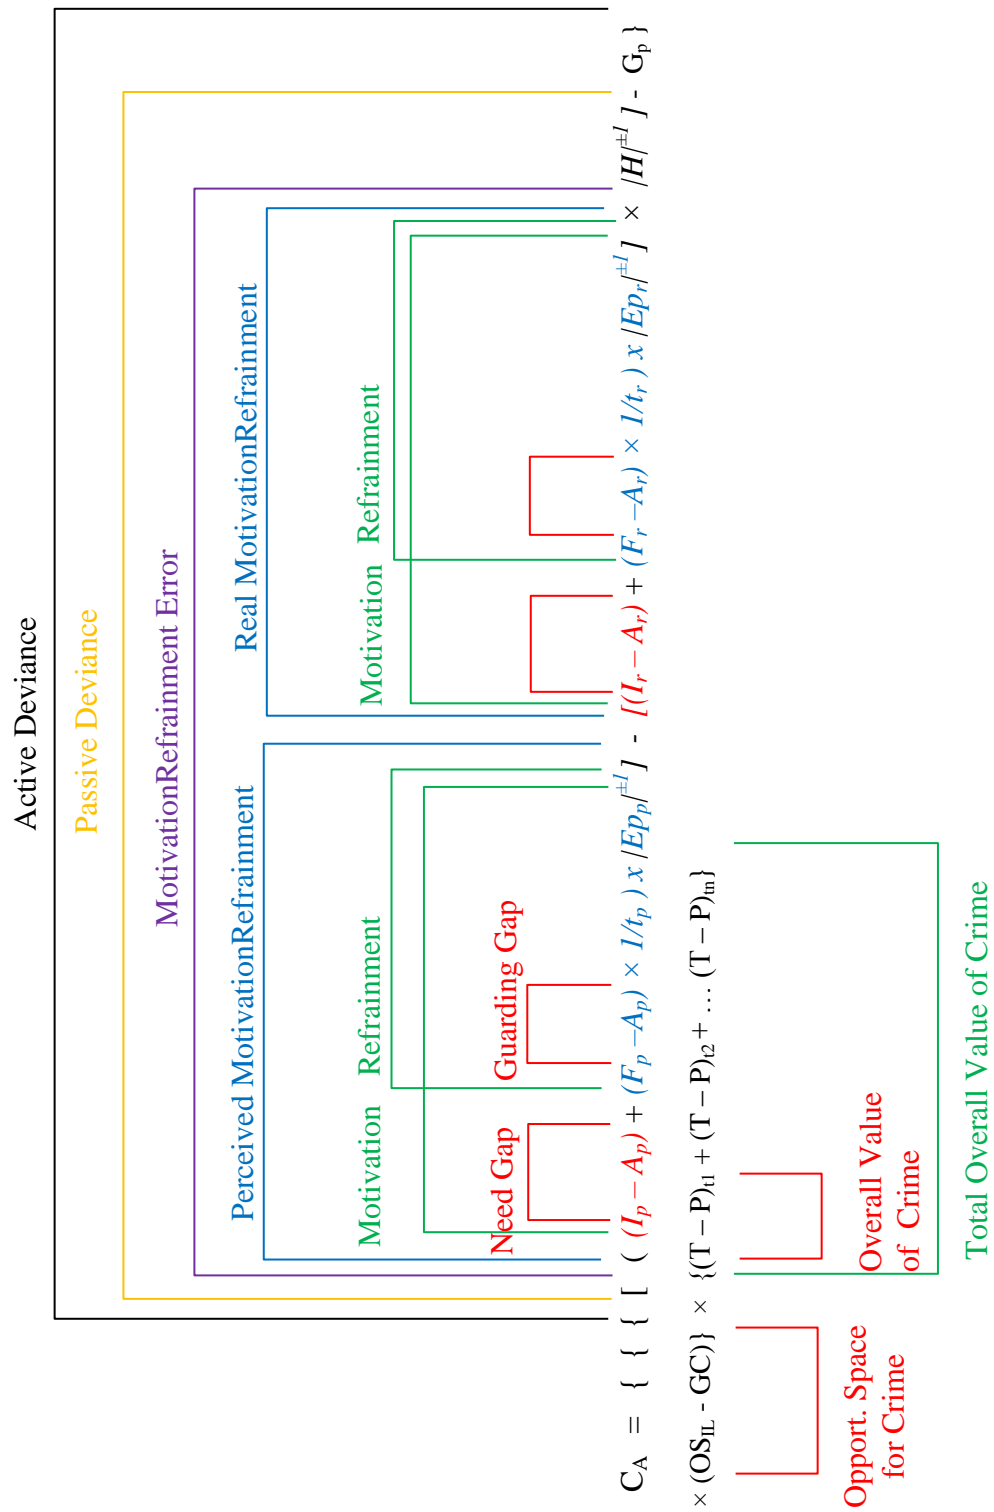 Active Deviance
Passive Deviance
MotivationRefrainment Error
Perceived MotivationRefrainment
Real MotivationRefrainment
Motivation
Refrainment
Motivation
Refrainment
Need Gap
Guarding Gap
C_A = { { { [ ( (I_p – A_p) + (F_p –A_p) × 1/t_p ) x |Ep_p|^±1 ] - [(I_r – A_r) + (F_r –A_r) × 1/t_r ) x |Ep_r|^±1 ] × |H|^±1 ] - G_p }
× (OS_IL - GC)} × {(T – P)_t1 + (T – P)_t2 + … (T – P)_tn}
Opport. Space
for Crime
Overall Value
of Crime
Total Overall Value of Crime